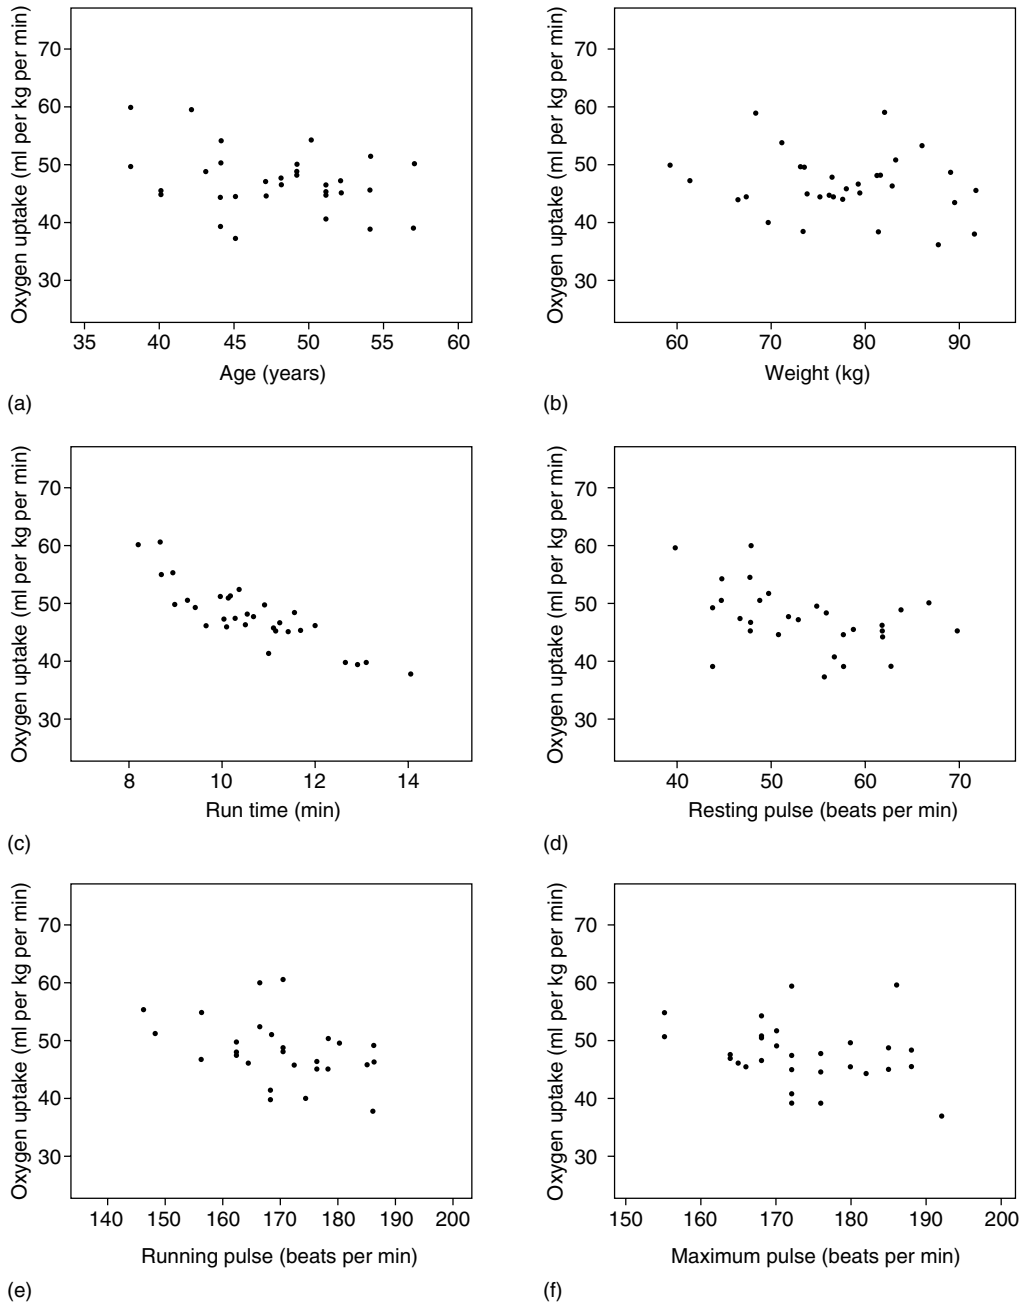 Oxygen uptake (ml per kg per min)
70
60
50
40
30
35 40 45 50 55 60
Age (years)
(a)
Oxygen uptake (ml per kg per min)
70
60
50
40
30
60 70 80 90
Weight (kg)
(b)
Oxygen uptake (ml per kg per min)
70
60
50
40
30
8 10 12 14
Run time (min)
(c)
Oxygen uptake (ml per kg per min)
70
60
50
40
30
40 50 60 70
Resting pulse (beats per min)
(d)
Oxygen uptake (ml per kg per min)
70
60
50
40
30
140 150 160 170 180 190 200
Running pulse (beats per min)
(e)
Oxygen uptake (ml per kg per min)
70
60
50
40
30
150 160 170 180 190 200
Maximum pulse (beats per min)
(f)